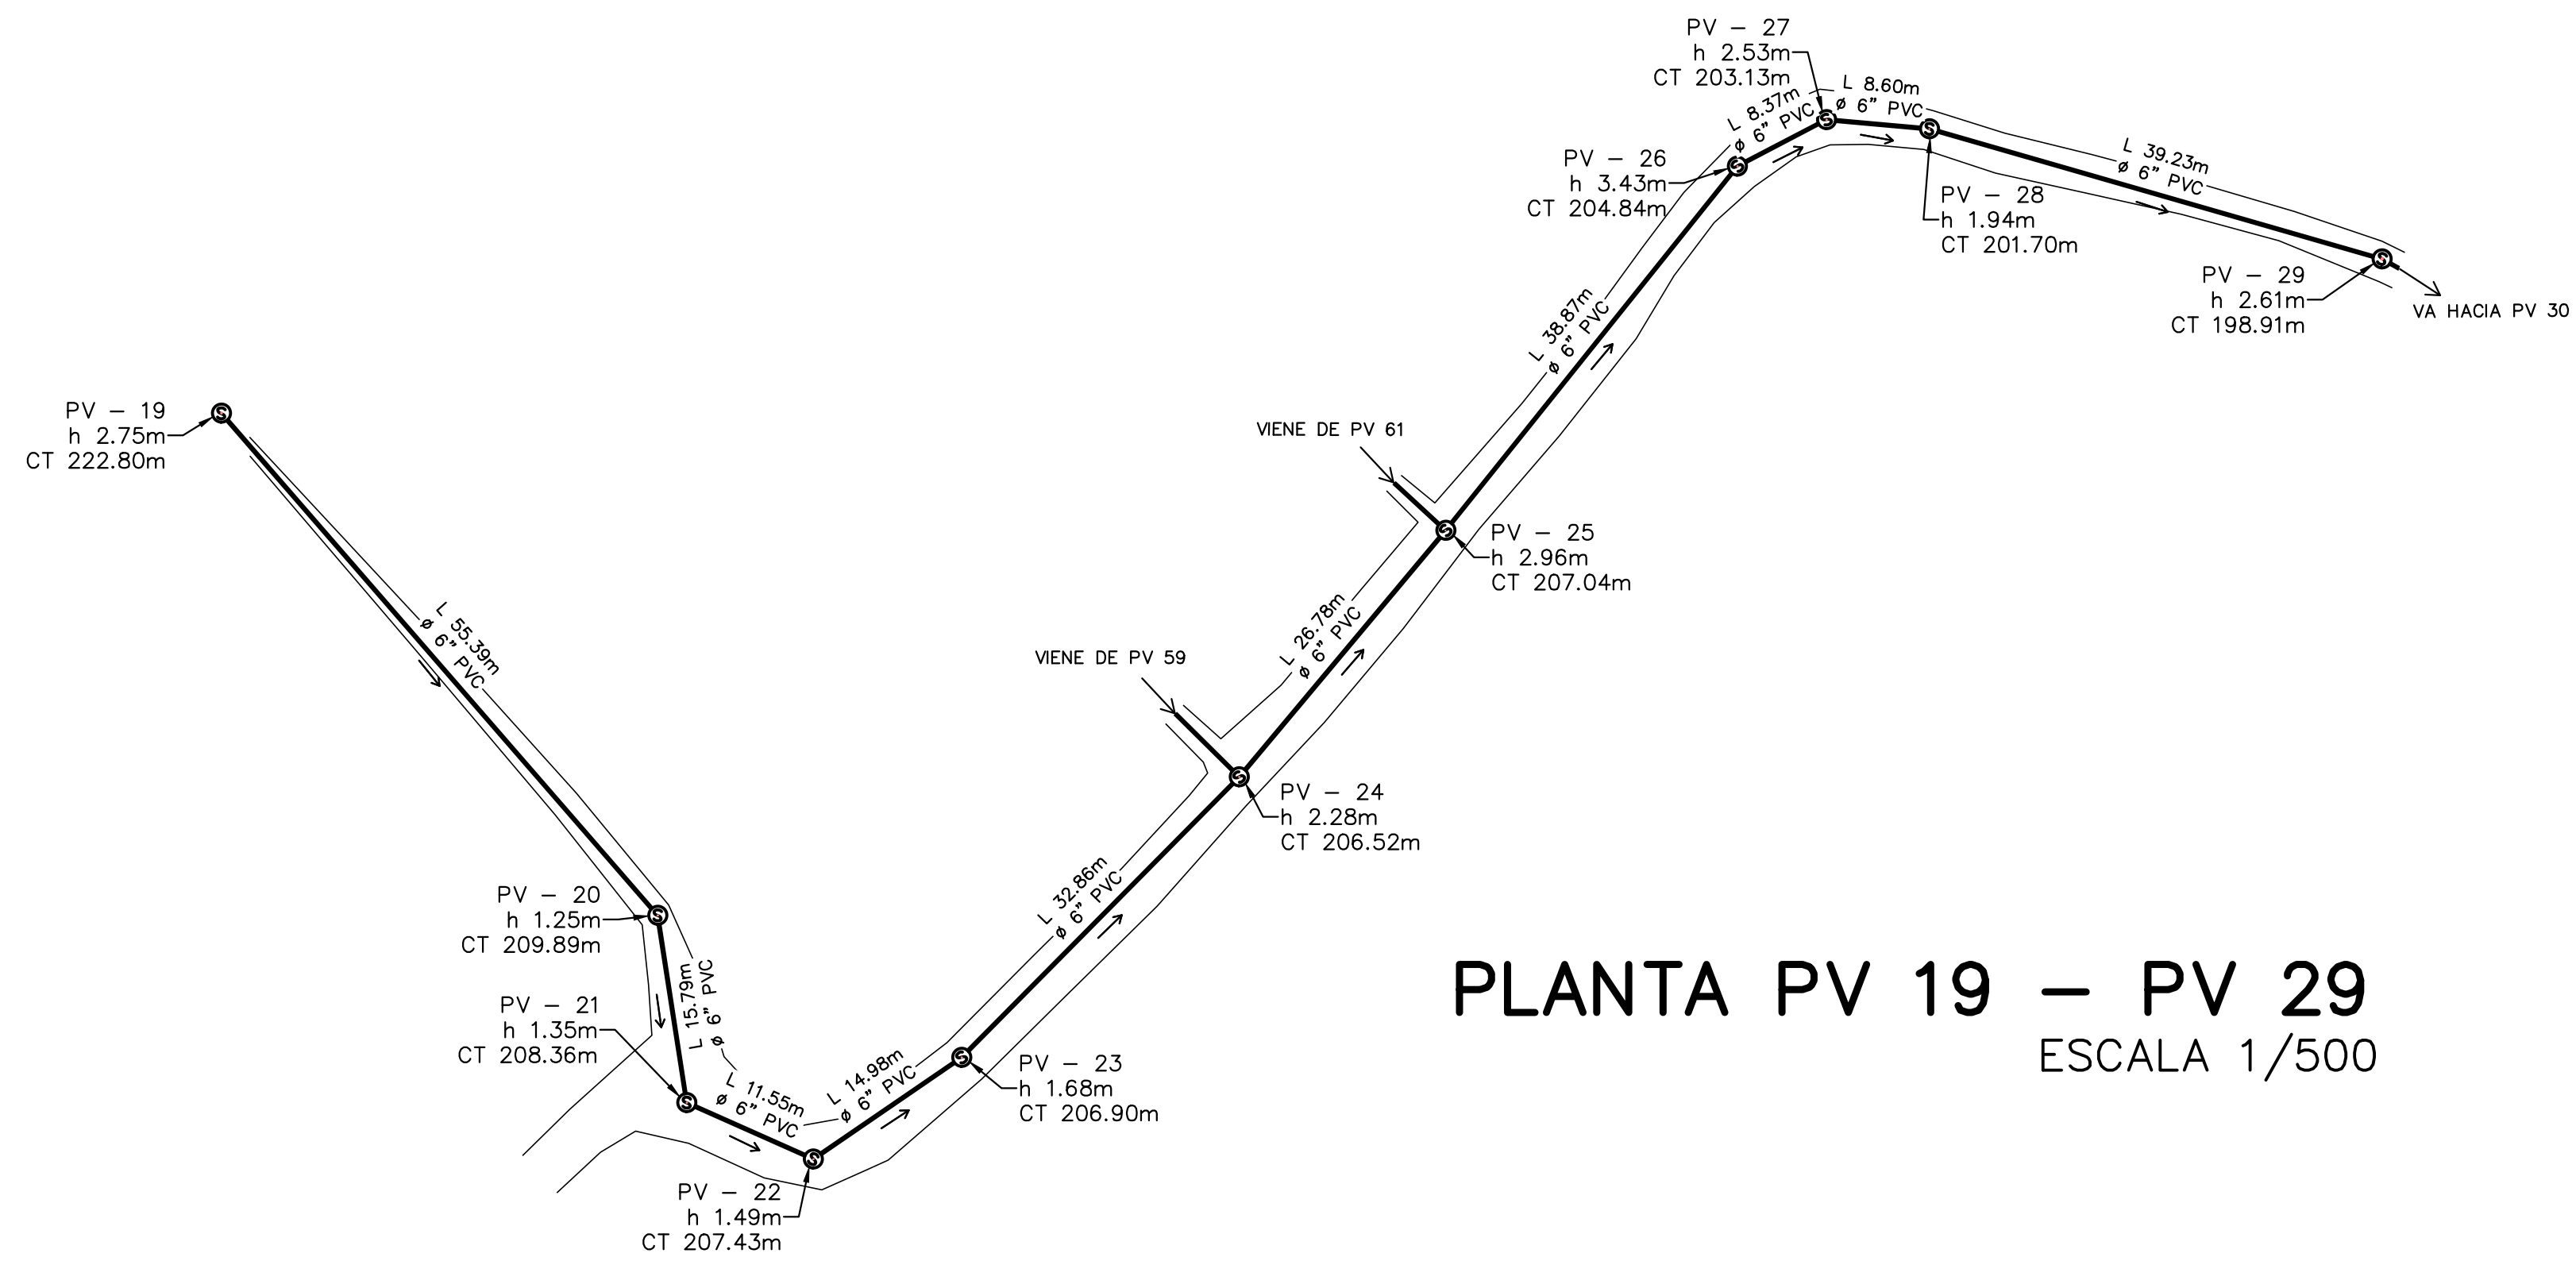 PV - 27
h 2.53m
CT 203.13m
L 8.37m
ø 6" PVC
L 8.60m
ø 6" PVC
PV - 26
h 3.43m
CT 204.84m
L 39.23m
ø 6" PVC
PV - 28
h 1.94m
CT 201.70m
PV - 29
h 2.61m
CT 198.91m
VA HACIA PV 30
L 38.87m
ø 6" PVC
PV - 19
h 2.75m
CT 222.80m
VIENE DE PV 61
PV - 25
h 2.96m
CT 207.04m
L 55.39m
ø 6" PVC
L 26.78m
ø 6" PVC
VIENE DE PV 59
PV - 24
h 2.28m
CT 206.52m
L 32.86m
ø 6" PVC
PV - 20
h 1.25m
CT 209.89m
L 15.79m
ø 6" PVC
PV - 21
h 1.35m
CT 208.36m
L 11.55m
ø 6" PVC
L 14.98m
ø 6" PVC
PV - 23
h 1.68m
CT 206.90m
PV - 22
h 1.49m
CT 207.43m
PLANTA PV 19 - PV 29
ESCALA 1/500
S
S
S
S
S
S
S
S
S
S
S